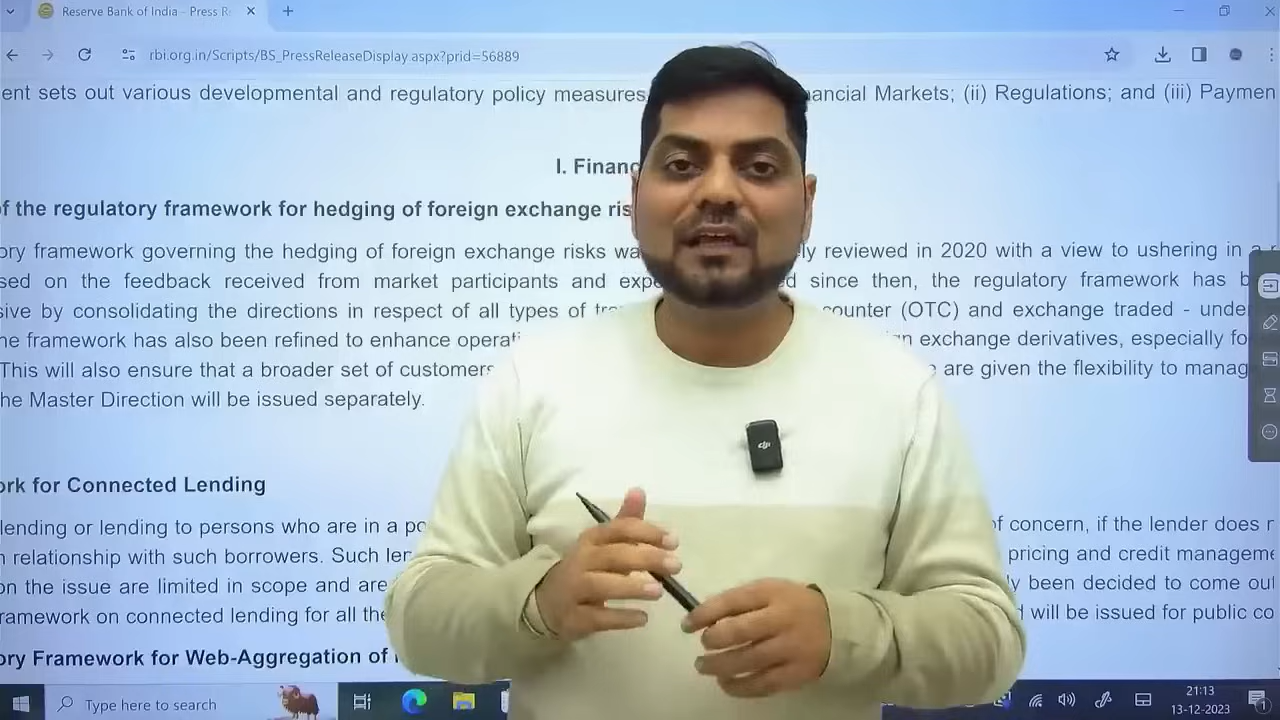 Reserve Bank of India - Press R
rbi.org.in/Scripts/BS_PressReleaseDisplay.aspx?prid=56889
ent sets out various developmental and regulatory policy measures ancial Markets; (ii) Regulations; and (iii) Paymen
I. Financ
of the regulatory framework for hedging of foreign exchange ris
ory framework governing the hedging of foreign exchange risks wa ly reviewed in 2020 with a view to ushering in a
sed on the feedback received from market participants and expe d since then, the regulatory framework has b
sive by consolidating the directions in respect of all types of tra counter (OTC) and exchange traded - unde
he framework has also been refined to enhance operati gn exchange derivatives, especially fo
This will also ensure that a broader set of customers are given the flexibility to manag
he Master Direction will be issued separately.
ork for Connected Lending
lending or lending to persons who are in a po of concern, if the lender does
n relationship with such borrowers. Such len pricing and credit manageme
on the issue are limited in scope and are ly been decided to come out
ramework on connected lending for all the d will be issued for public co
ory Framework for Web-Aggregation of
dji
Type here to search
21:13
13-12-2023
1